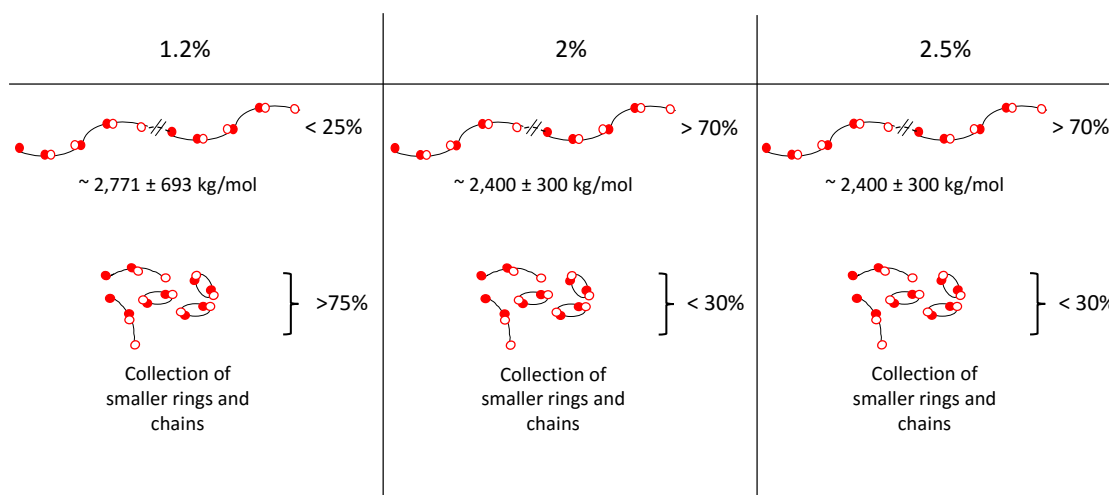 1.2% 2% 2.5%
< 25% > 70% > 70%
~ 2,771 ± 693 kg/mol ~ 2,400 ± 300 kg/mol ~ 2,400 ± 300 kg/mol
>75% < 30% < 30%
Collection of Collection of Collection of
smaller rings and smaller rings and smaller rings and
chains chains chains